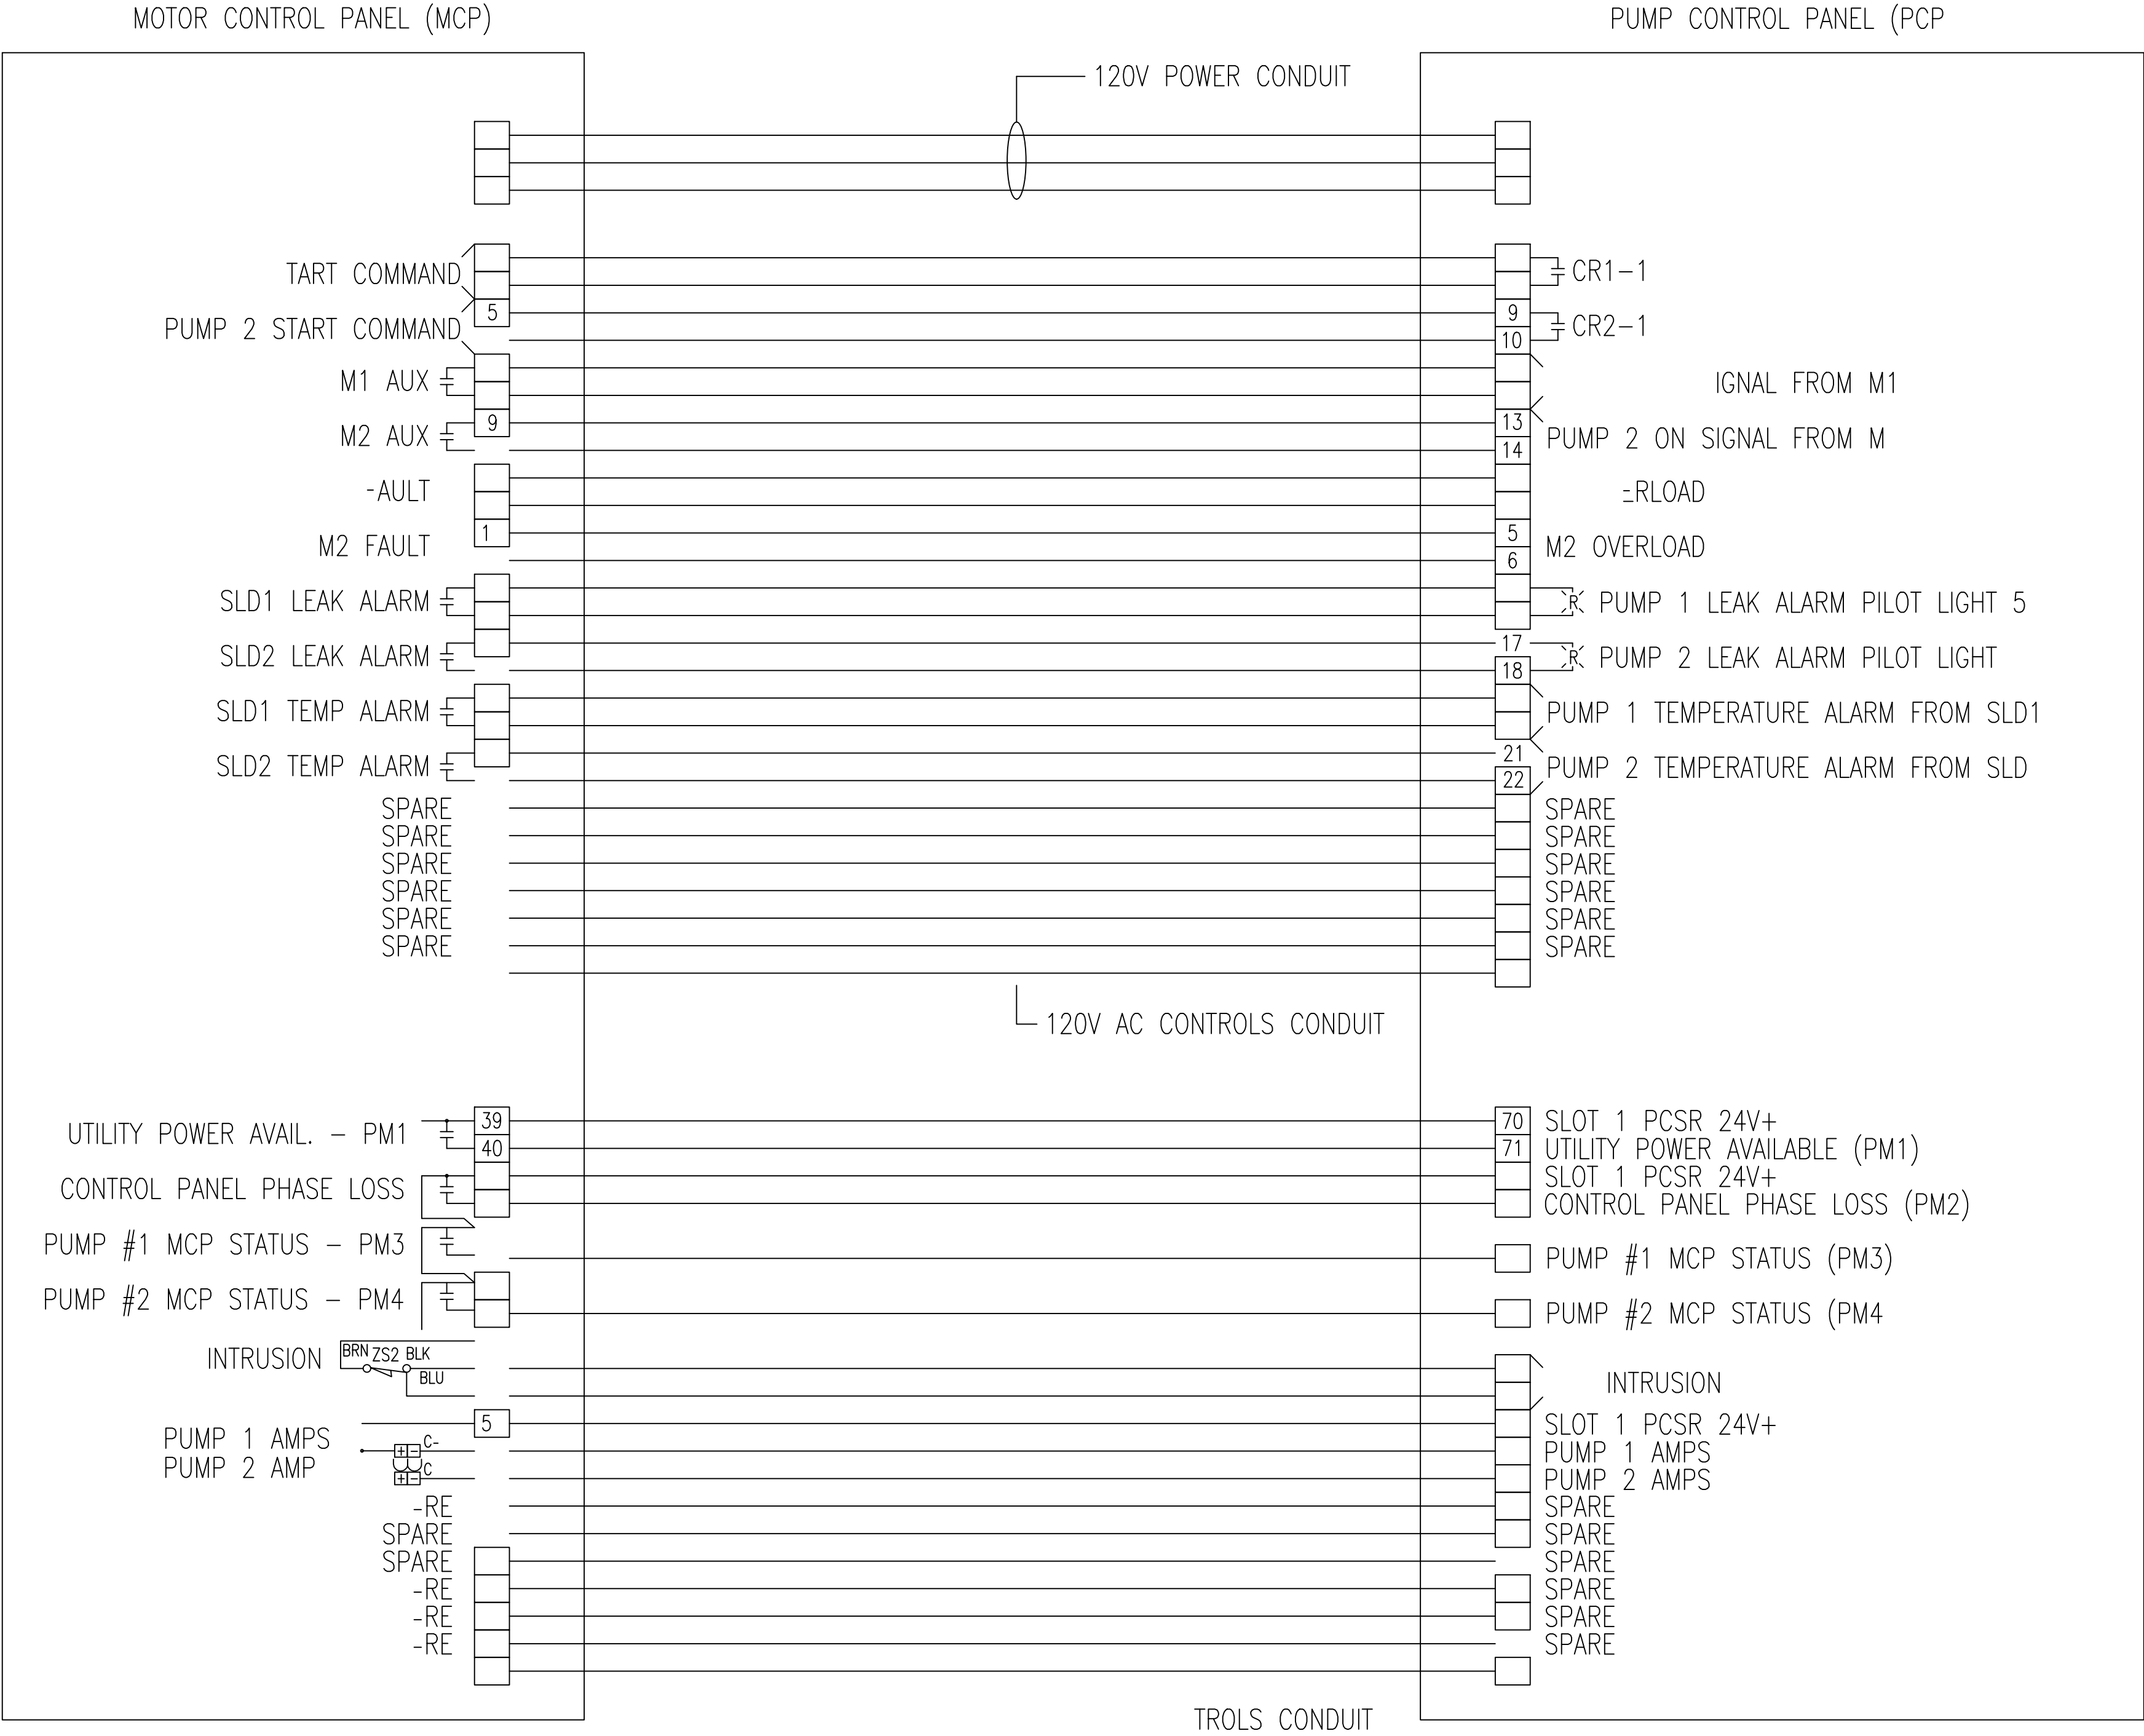 MOTOR CONTROL PANEL (MCP)
PUMP CONTROL PANEL (PCP
120V POWER CONDUIT
TART COMMAND
CR1-1
5
9
PUMP 2 START COMMAND
CR2-1
10
M1 AUX
IGNAL FROM M1
9
13
M2 AUX
PUMP 2 ON SIGNAL FROM M
14
-AULT
RLOAD
1
5
M2 FAULT
M2 OVERLOAD
6
SLD1 LEAK ALARM
R PUMP 1 LEAK ALARM PILOT LIGHT 5
17
SLD2 LEAK ALARM
R PUMP 2 LEAK ALARM PILOT LIGHT
18
SLD1 TEMP ALARM
PUMP 1 TEMPERATURE ALARM FROM SLD1
21
SLD2 TEMP ALARM
PUMP 2 TEMPERATURE ALARM FROM SLD
22
SPARE
SPARE
SPARE
SPARE
SPARE
SPARE
SPARE
SPARE
SPARE
SPARE
SPARE
SPARE
120V AC CONTROLS CONDUIT
39
70 SLOT 1 PCSR 24V+
UTILITY POWER AVAIL. - PM1
40
71 UTILITY POWER AVAILABLE (PM1)
SLOT 1 PCSR 24V+
CONTROL PANEL PHASE LOSS
CONTROL PANEL PHASE LOSS (PM2)
PUMP #1 MCP STATUS - PM3
PUMP #1 MCP STATUS (PM3)
PUMP #2 MCP STATUS - PM4
PUMP #2 MCP STATUS (PM4
INTRUSION
BRN ZS2 BLK
BLU
INTRUSION
5
SLOT 1 PCSR 24V+
PUMP 1 AMPS
C-
+ -
PUMP 1 AMPS
PUMP 2 AMP
C
+ -
PUMP 2 AMPS
-RE
SPARE
SPARE
SPARE
SPARE
SPARE
-RE
SPARE
-RE
SPARE
-RE
SPARE
TROLS CONDUIT